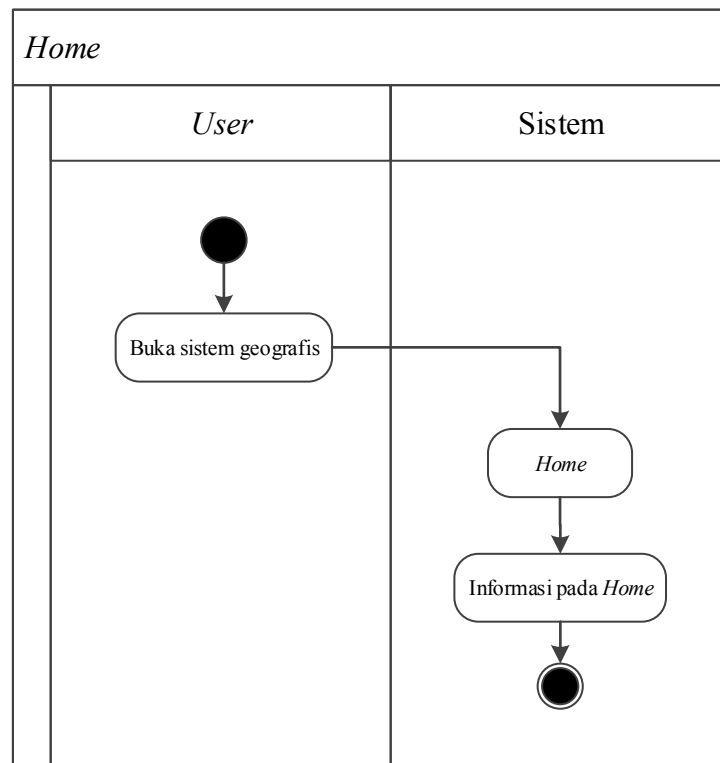 Home
User
Sistem
Buka sistem geografis
Home
Informasi pada Home